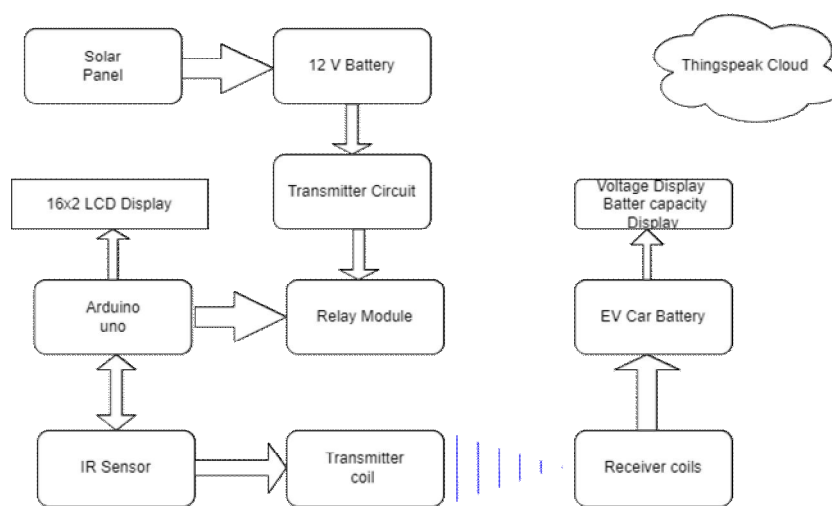 Solar
Panel
12 V Battery
Thingspeak Cloud
Transmitter Circuit
16x2 LCD Display
Voltage Display
Batter capacity
Display
Arduino
uno
Relay Module
EV Car Battery
IR Sensor
Transmitter
coil
Receiver coils